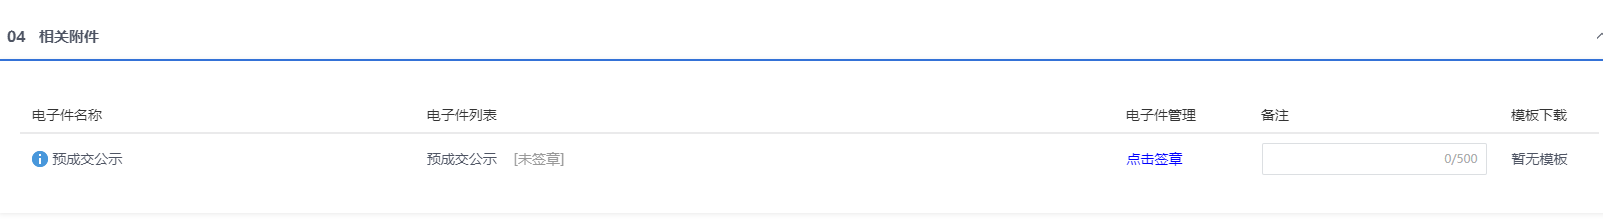 04 相关附件
电子件名称 电子件列表 电子件管理 备注 模板下载
预成交公示 预成交公示 [未签章] 点击签章 0/500 暂无模板